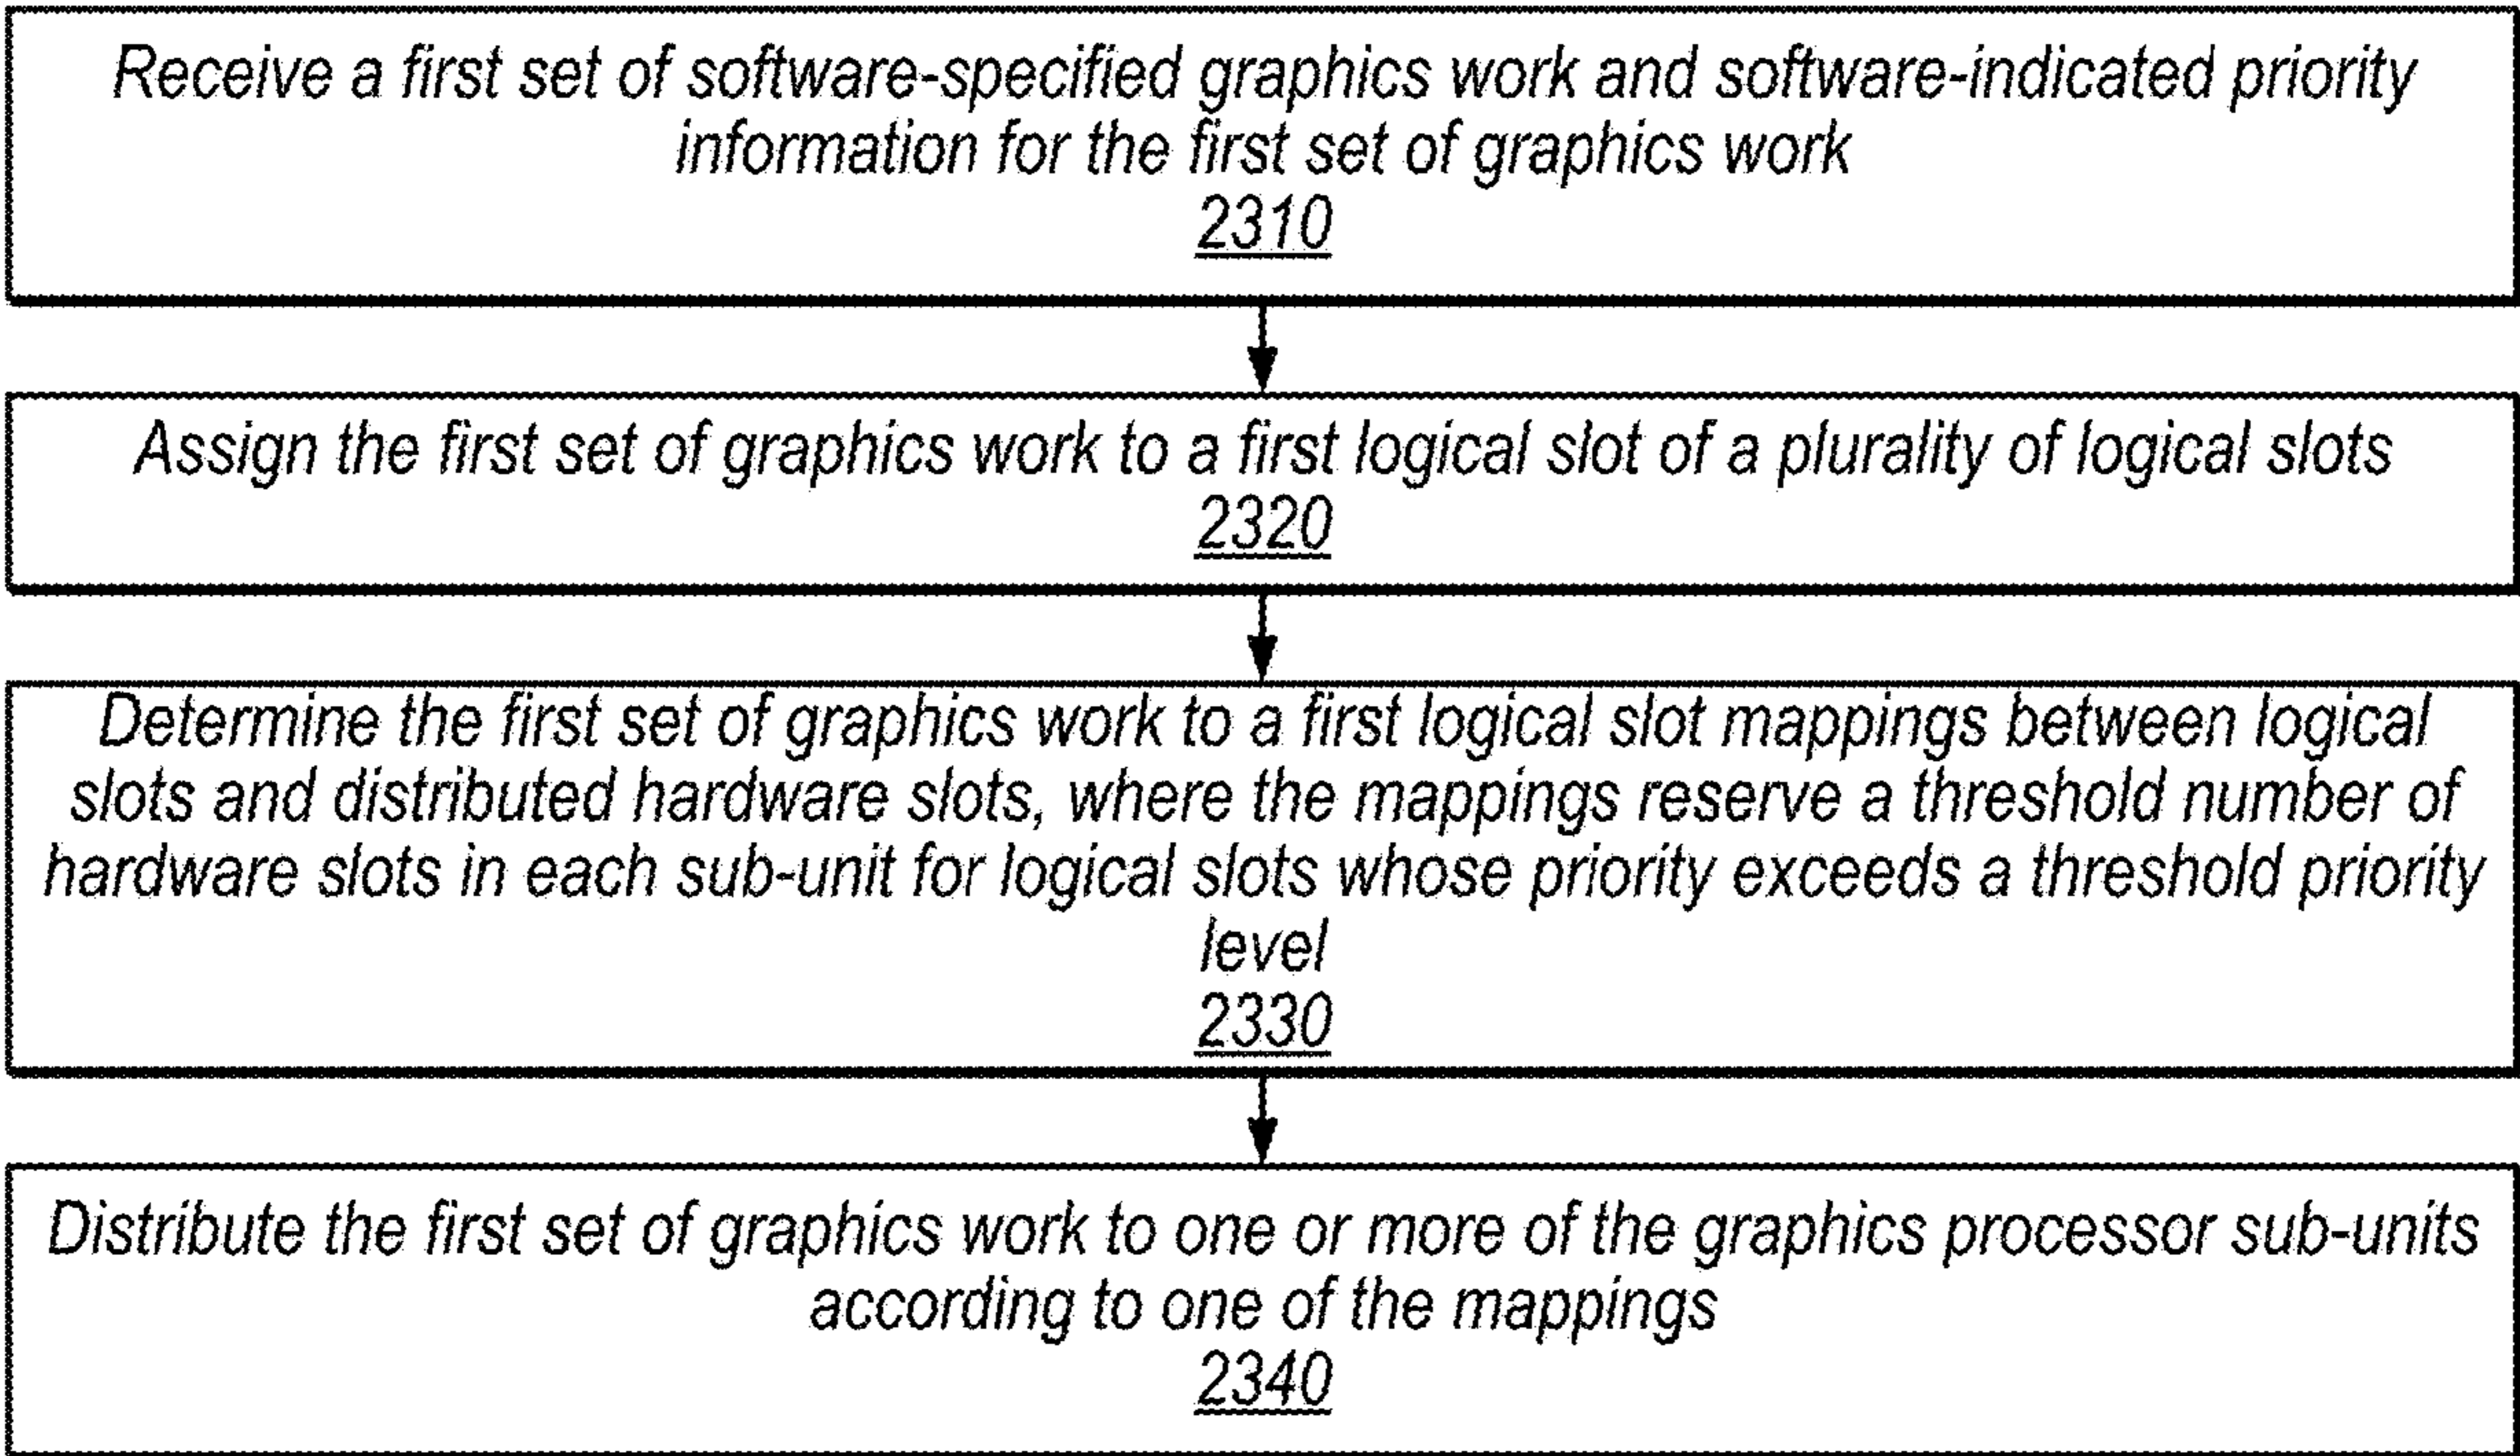 Receive a first set of software-specified graphics work and software-indicated priority
information for the first set of graphics work
2310
Assign the first set of graphics work to a first logical slot of a plurality of logical slots
2320
Determine the first set of graphics work to a first logical slot mappings between logical
slots and distributed hardware slots, where the mappings reserve a threshold number of
hardware slots in each sub-unit for logical slots whose priority exceeds a threshold priority
level
2330
Distribute the first set of graphics work to one or more of the graphics processor sub-units
according to one of the mappings
2340